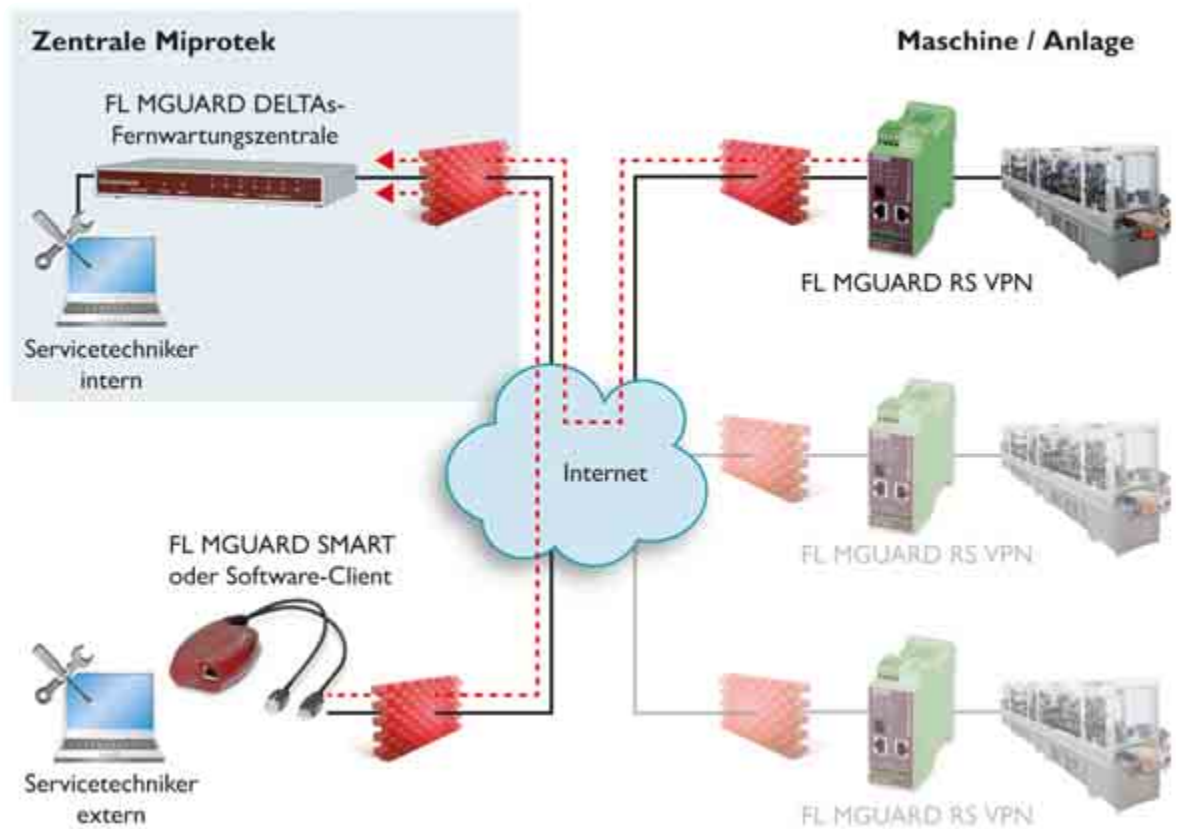 Zentrale Miprotek
Maschine / Anlage
FL MGUARD DELTAs-
Fernwartungszentrale
Servicetechniker
intern
FL MGUARD RS VPN
Internet
FL MGUARD RS VPN
FL MGUARD SMART
oder Software-Client
Servicetechniker
extern
FL MGUARD RS VPN